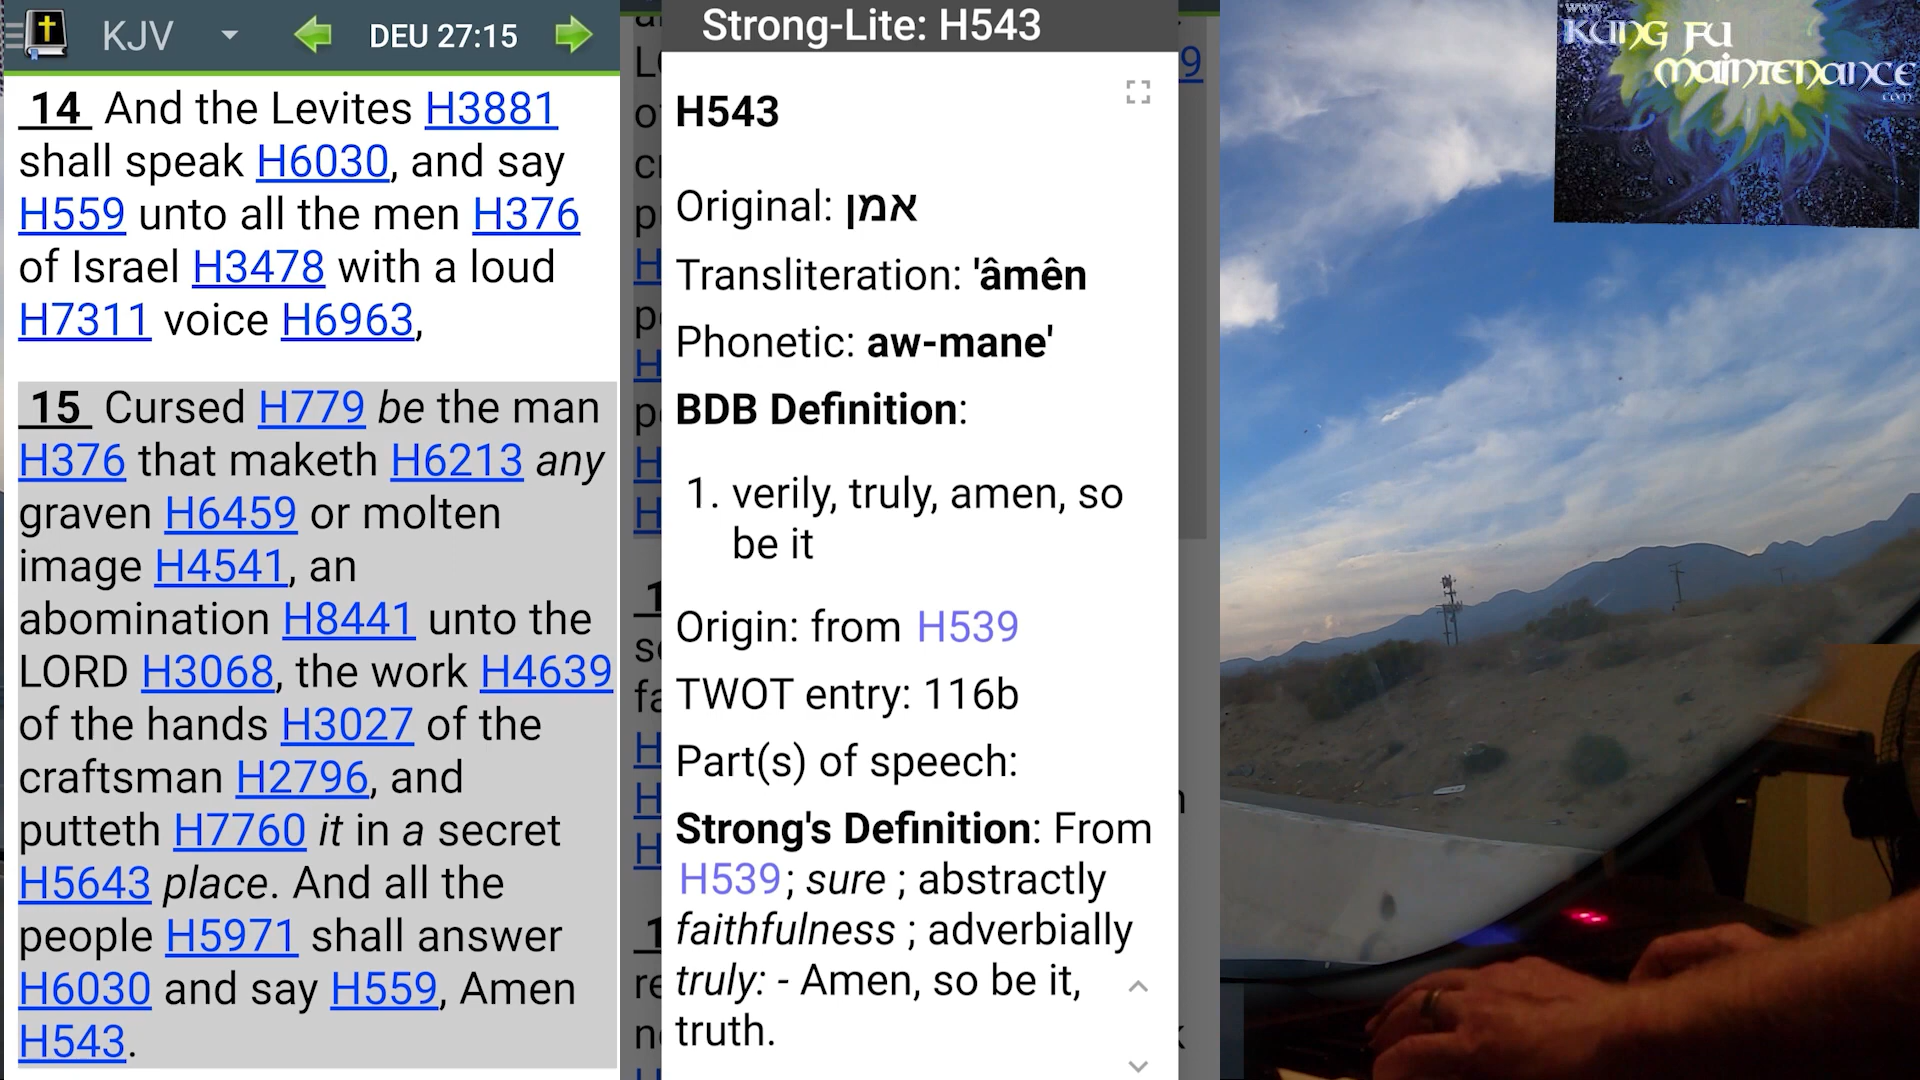 KJV
DEU 27:15
14 And the Levites H3881
shall speak H6030, and say
H559 unto all the men H376
of Israel H3478 with a loud
H7311 voice H6963,
15 Cursed H779 be the man
H376 that maketh H6213 any
graven H6459 or molten
image H4541, an
abomination H8441 unto the
LORD H3068, the work H4639
of the hands H3027 of the
craftsman H2796, and
putteth H7760 it in a secret
H5643 place. And all the
people H5971 shall answer
H6030 and say H559, Amen
H543.
Strong-Lite: H543
H543
Original: אמן
Transliteration: 'âmên
Phonetic: aw-mane'
BDB Definition:
1. verily, truly, amen, so
be it
Origin: from H539
TWOT entry: 116b
Part(s) of speech:
Strong's Definition: From
H539; sure ; abstractly
faithfulness ; adverbially
truly: - Amen, so be it,
truth.
www.
Kung Fu
Maintenance
.com